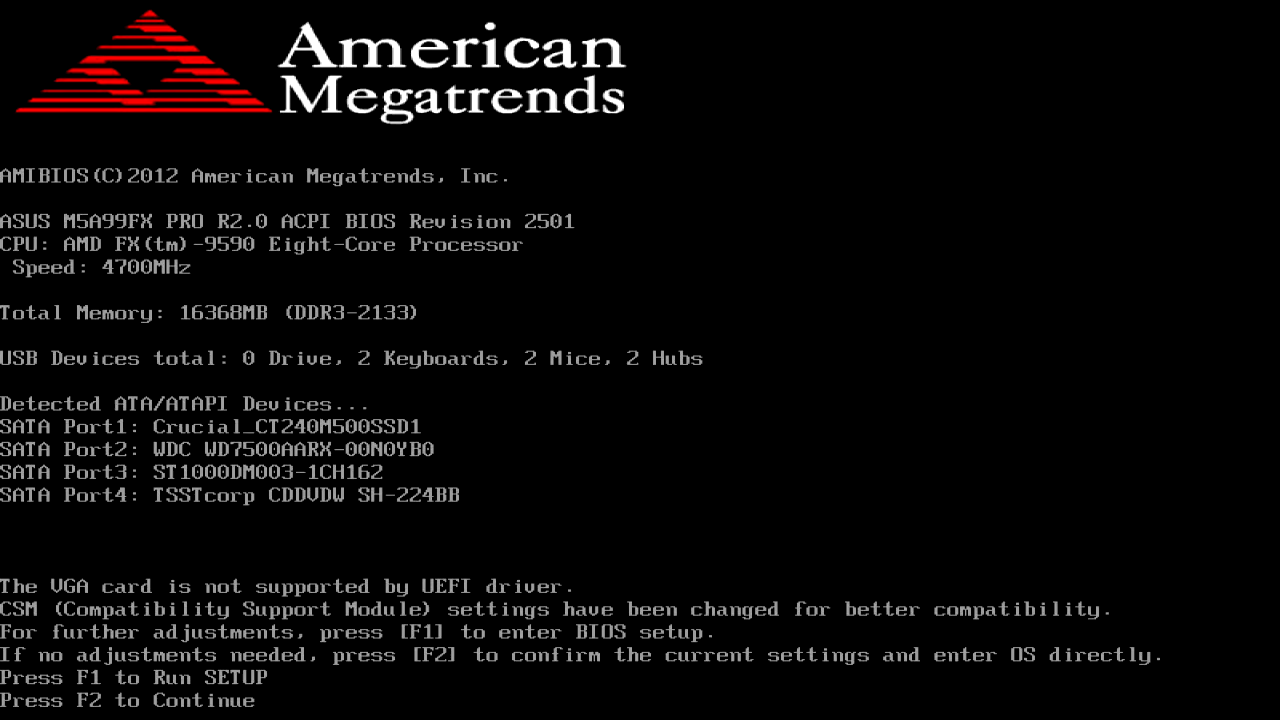 American
Megatrends
AMIBIOS(C)2012 American Megatrends, Inc.
ASUS M5A99FX PRO R2.0 ACPI BIOS Revision 2501
CPU: AMD FX(tm)-9590 Eight-Core Processor
Speed: 4700MHz
Total Memory: 16368MB (DDR3-2133)
USB Devices total: 0 Drive, 2 Keyboards, 2 Mice, 2 Hubs
Detected ATA/ATAPI Devices...
SATA Port1: Crucial_CT240M500SSD1
SATA Port2: WDC WD7500AARX-00N0YB0
SATA Port3: ST1000DM003-1CH162
SATA Port4: TSSTcorp CDDVDW SH-224BB
The VGA card is not supported by UEFI driver.
CSM (Compatibility Support Module) settings have been changed for better compatibility.
For further adjustments, press [F1] to enter BIOS setup.
If no adjustments needed, press [F2] to confirm the current settings and enter OS directly.
Press F1 to Run SETUP
Press F2 to Continue